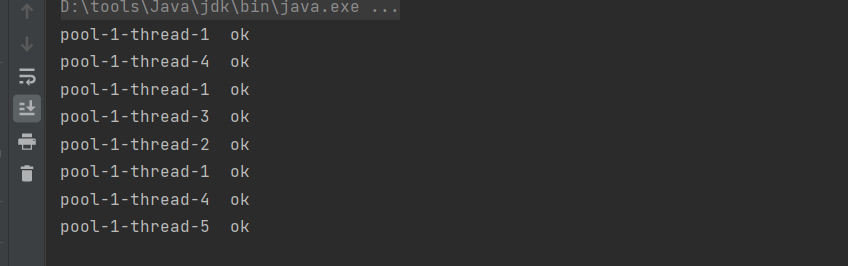 D:\tools\Java\jdk\bin\java.exe ...
pool-1-thread-1  ok
pool-1-thread-4  ok
pool-1-thread-1  ok
pool-1-thread-3  ok
pool-1-thread-2  ok
pool-1-thread-1  ok
pool-1-thread-4  ok
pool-1-thread-5  ok